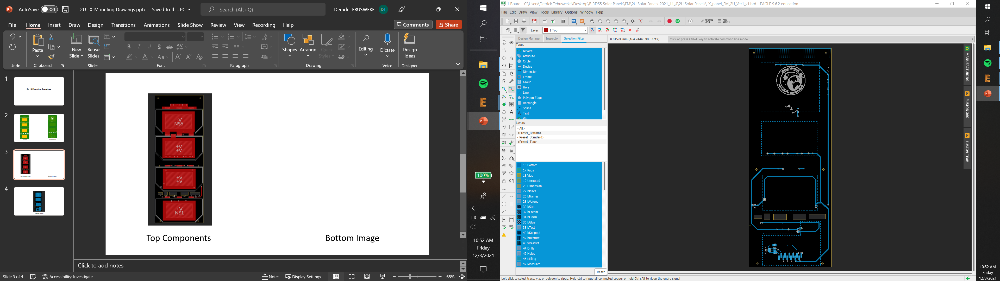 AutoSave Off 2U_-X_Mounting Drawings.pptx - Saved to this PC Search (Alt+Q) Derrick TEBUSWEKE DT
File Home Insert Draw Design Transitions Animations Slide Show Review View Recording Help Comments Share
Paste New Slide Reuse Slides Shapes Arrange Quick Styles Editing Dictate Design Ideas
Undo Clipboard Slides Font Paragraph Drawing Voice Designer
1
2U -X Mounting Drawings
2
Top 3D Bottom 3D
3
Top Components Bottom Image
4
Bottom Solder
+V
N$5
+V
+V
+V
+V
+V
N$1
Top Components
Bottom Image
Click to add notes
Slide 3 of 4 Accessibility: Investigate Notes Display Settings 65%
100%
10:52 AM
Friday
12/3/2021
1 Board - C:\Users\Derrick Tebusweke\Desktop\BIRDS5 Solar Panels\FM\2U Solar Panels-2021_11_4\2U Solar Panels\-X_panel_FM_2U_Ver1_v1.brd - EAGLE 9.6.2 education
File Edit Draw View Tools Library Options Window Help
SCH SCR ULP DESIGN LINK PCB QUOTE
Layer: 1 Top
Design Manager Inspector Selection Filter
0.01524 mm (164.74440 98.87712)
Click or press Ctrl+L key to activate command line mode
Types
Airwire
Attribute
Circle
Device
Dimension
Frame
Group
Hole
Line
Polygon Edge
Rectangle
Spline
Text
Via
Layers
<All>
<Preset_Bottom>
<Preset_Standard>
<Preset_Top>
16 Bottom
17 Pads
18 Vias
19 Unrouted
20 Dimension
22 bPlace
26 bNames
28 bValues
30 bStop
32 bCream
34 bFinish
36 bGlue
38 bTest
40 bKeepout
42 bRestrict
43 vRestrict
44 Drills
45 Holes
46 Milling
47 Measures
Reset
ERC DRC
Left-click to select trace, via, or polygon to ripup. Hold ctrl to ripup all connected copper or hold Ctrl+Alt to ripup the entire signal
MANUFACTURING
FUSION 360
FUSION TEAM
10:52 AM
Friday
12/3/2021